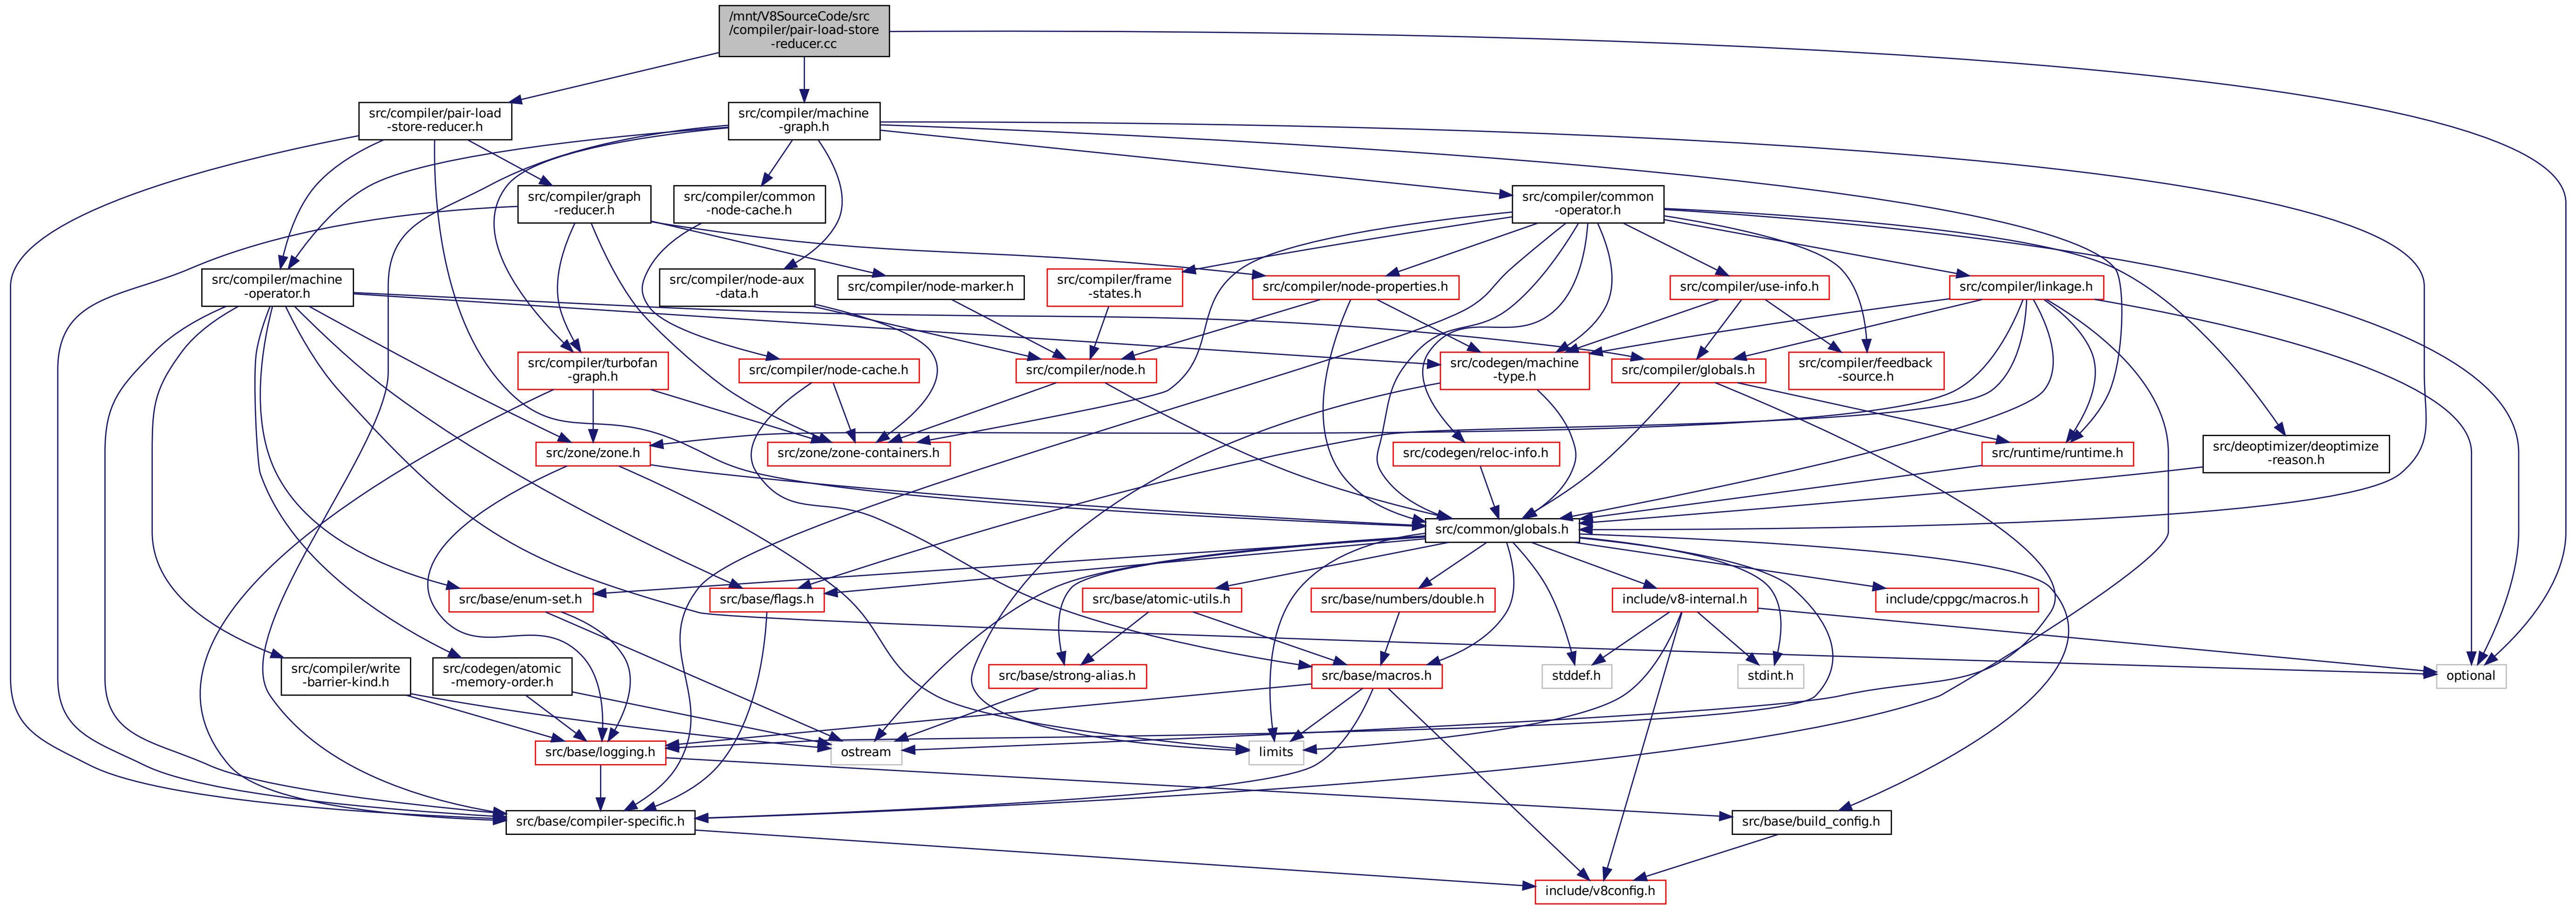 /mnt/V8SourceCode/src
/compiler/pair-load-store
-reducer.cc
src/compiler/pair-load
-store-reducer.h
src/compiler/machine
-graph.h
src/compiler/graph
-reducer.h
src/compiler/common
-node-cache.h
src/compiler/common
-operator.h
src/compiler/machine
-operator.h
src/compiler/node-aux
-data.h
src/compiler/node-marker.h
src/compiler/frame
-states.h
src/compiler/node-properties.h
src/compiler/use-info.h
src/compiler/linkage.h
src/compiler/turbofan
-graph.h
src/compiler/node-cache.h
src/compiler/node.h
src/codegen/machine
-type.h
src/compiler/globals.h
src/compiler/feedback
-source.h
src/zone/zone.h
src/zone/zone-containers.h
src/codegen/reloc-info.h
src/runtime/runtime.h
src/deoptimizer/deoptimize
-reason.h
src/common/globals.h
src/base/enum-set.h
src/base/flags.h
src/base/atomic-utils.h
src/base/numbers/double.h
include/v8-internal.h
include/cppgc/macros.h
src/compiler/write
-barrier-kind.h
src/codegen/atomic
-memory-order.h
src/base/strong-alias.h
src/base/macros.h
stddef.h
stdint.h
optional
src/base/logging.h
ostream
limits
src/base/compiler-specific.h
src/base/build_config.h
include/v8config.h